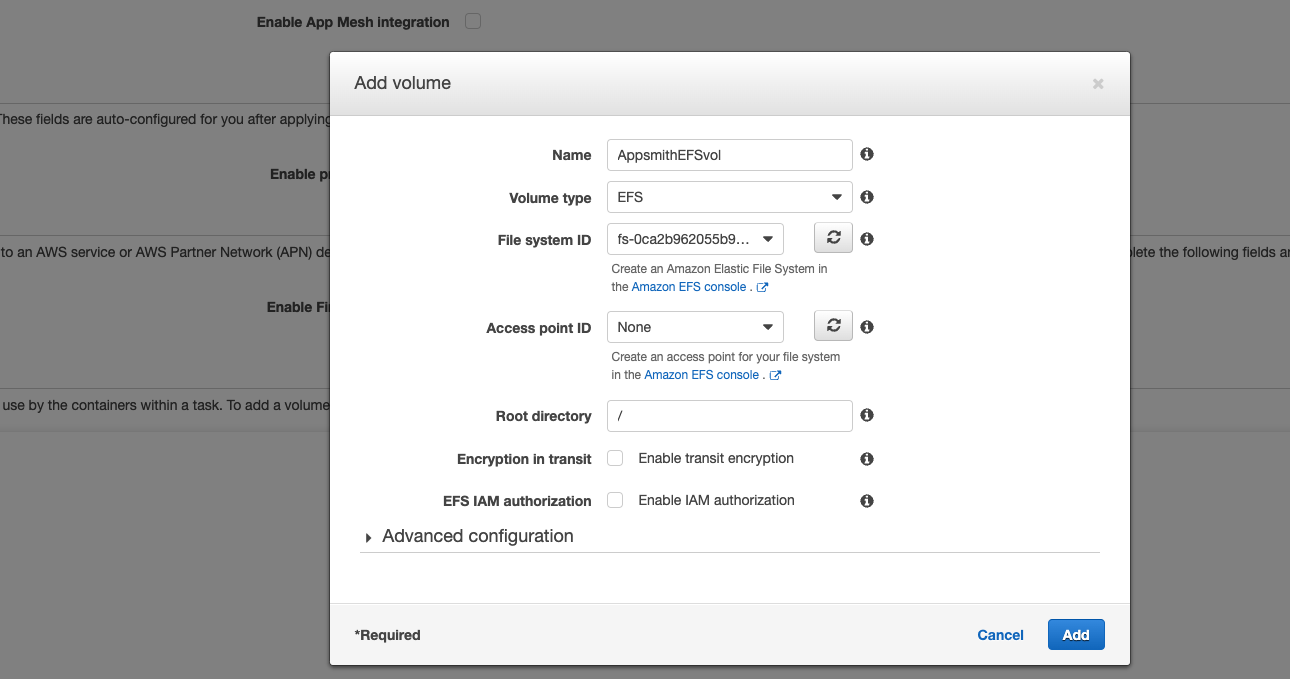 Enable App Mesh integration
Add volume
These fields are auto-configured for you after applying
Name AppsmithEFSvol
Enable pr
Volume type EFS
File system ID fs-0ca2b962055b9...
to an AWS service or AWS Partner Network (APN) de
plete the following fields ar
Create an Amazon Elastic File System in
the Amazon EFS console .
Enable Fi
Access point ID None
Create an access point for your file system
in the Amazon EFS console .
use by the containers within a task. To add a volume
Root directory /
Encryption in transit Enable transit encryption
EFS IAM authorization Enable IAM authorization
Advanced configuration
*Required Cancel Add